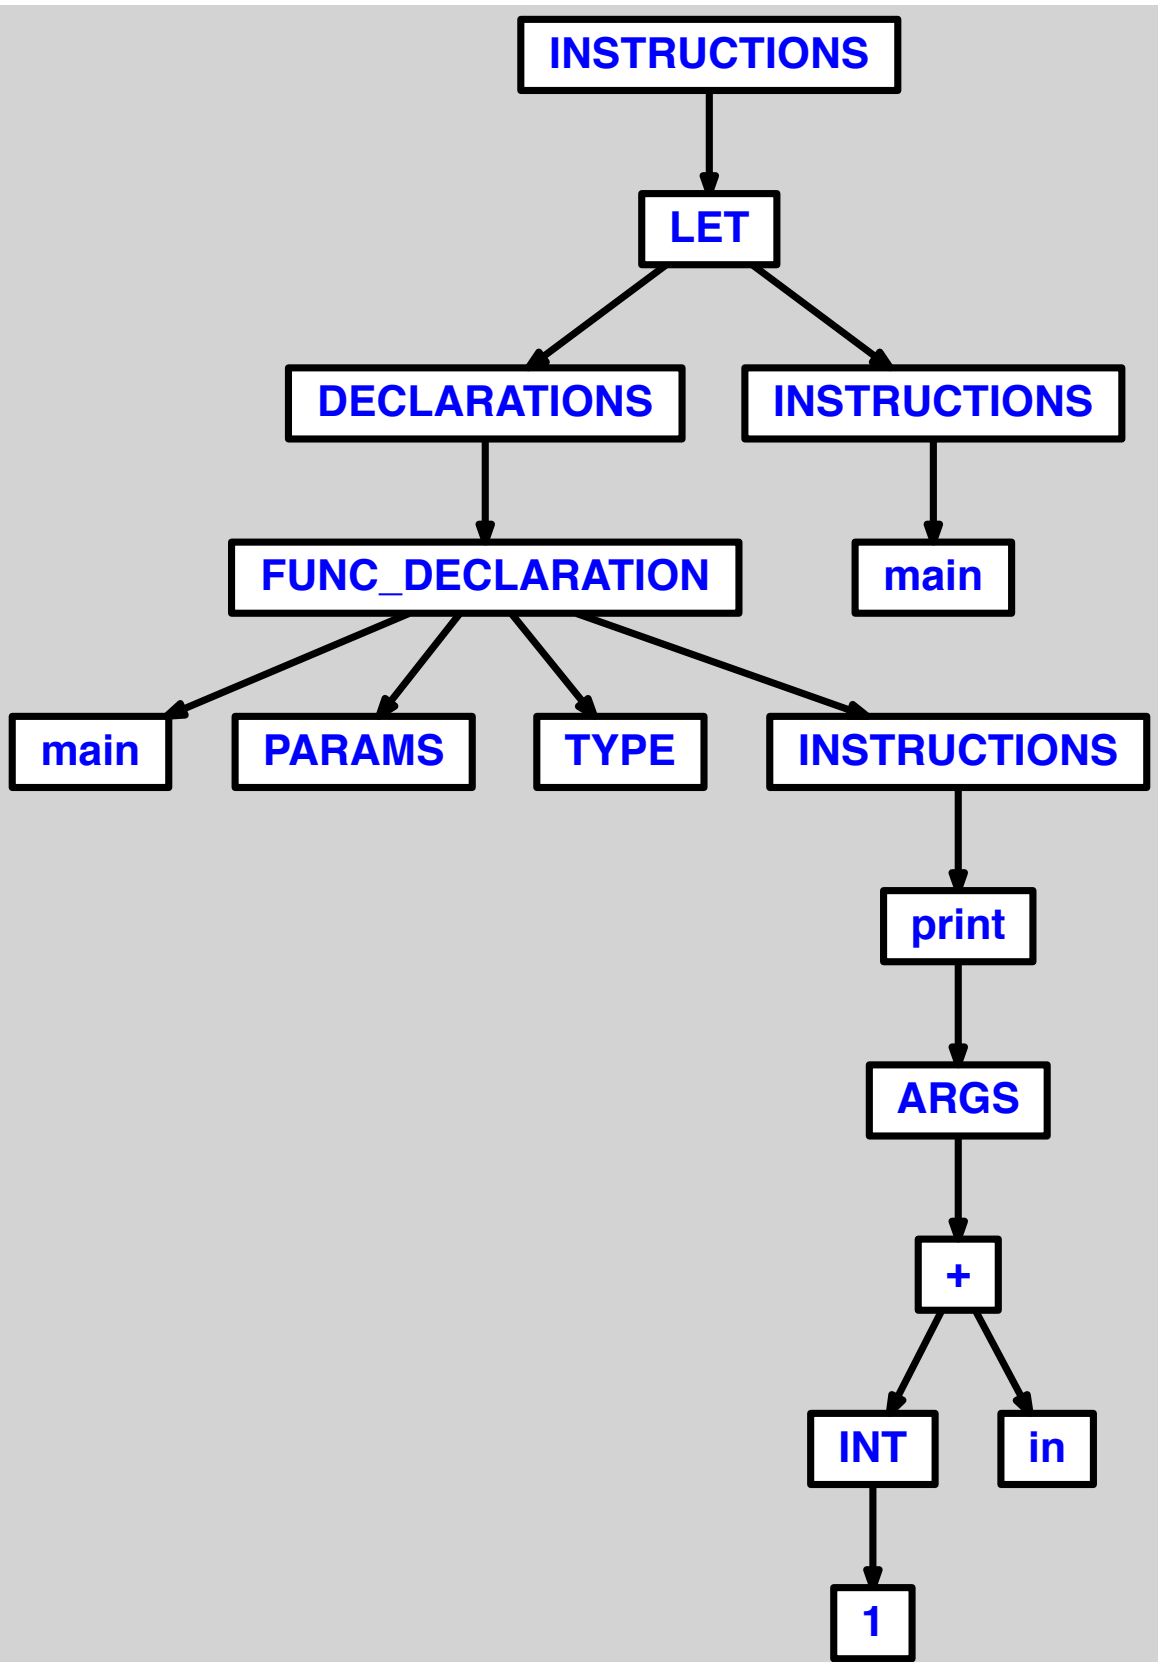 INSTRUCTIONS
LET
DECLARATIONS
INSTRUCTIONS
FUNC_DECLARATION
main
main
PARAMS
TYPE
INSTRUCTIONS
print
ARGS
+
INT
in
1